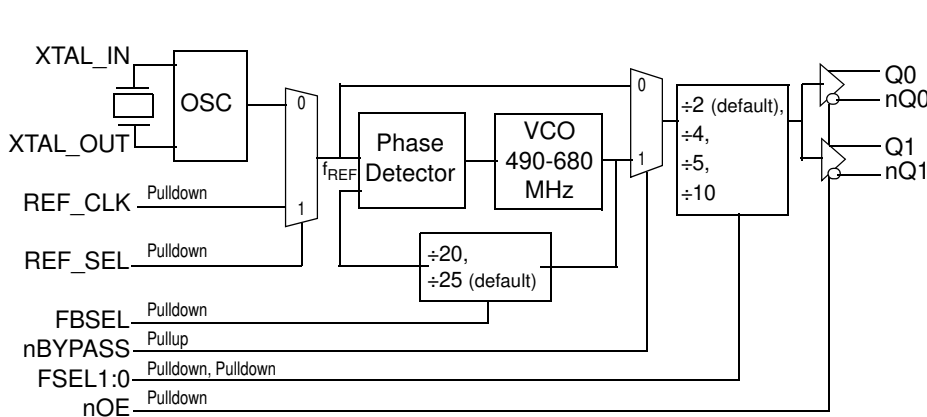 XTAL_IN
OSC
XTAL_OUT
REF_CLK Pulldown
REF_SEL Pulldown
FBSEL Pulldown
nBYPASS Pullup
FSEL1:0 Pulldown, Pulldown
nOE Pulldown
0
1
fREF
Phase
Detector
VCO
490-680
MHz
÷20,
÷25 (default)
0
1
÷2 (default),
÷4,
÷5,
÷10
Q0
nQ0
Q1
nQ1